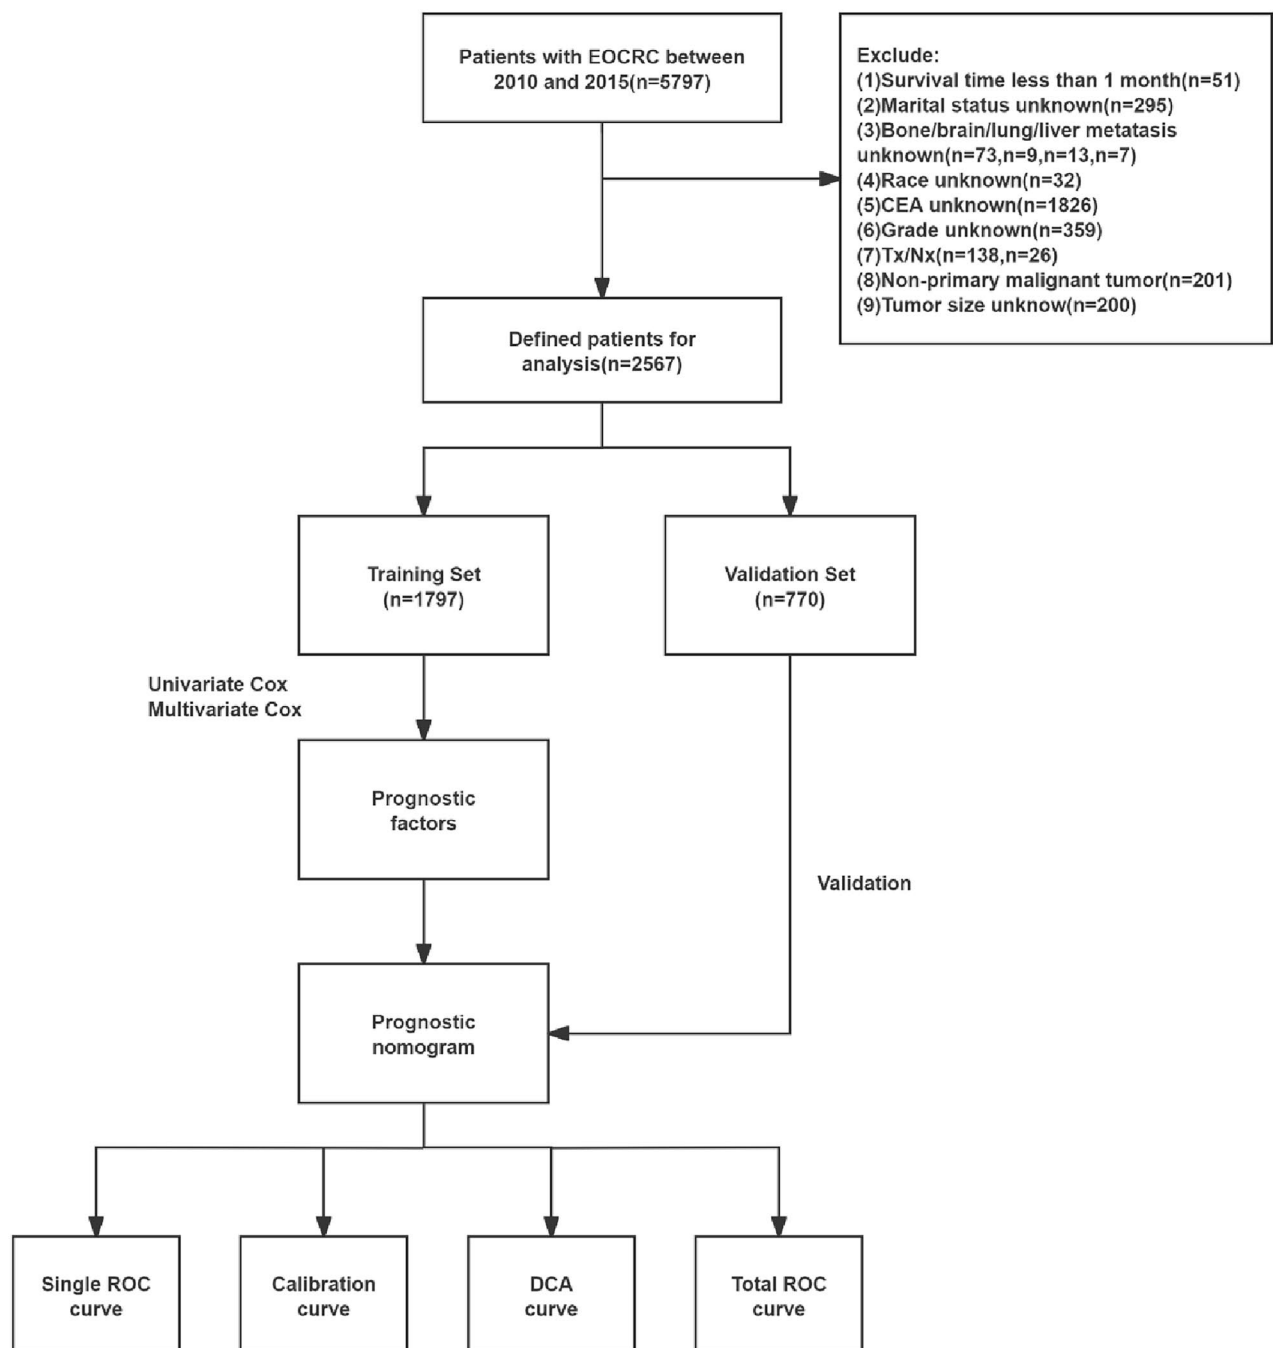 Patients with EOCRC between
2010 and 2015(n=5797)
Exclude:
(1)Survival time less than 1 month(n=51)
(2)Marital status unknown(n=295)
(3)Bone/brain/lung/liver metatasis
unknown(n=73,n=9,n=13,n=7)
(4)Race unknown(n=32)
(5)CEA unknown(n=1826)
(6)Grade unknown(n=359)
(7)Tx/Nx(n=138,n=26)
(8)Non-primary malignant tumor(n=201)
(9)Tumor size unknow(n=200)
Defined patients for
analysis(n=2567)
Training Set
(n=1797)
Validation Set
(n=770)
Univariate Cox
Multivariate Cox
Prognostic
factors
Validation
Prognostic
nomogram
Single ROC
curve
Calibration
curve
DCA
curve
Total ROC
curve